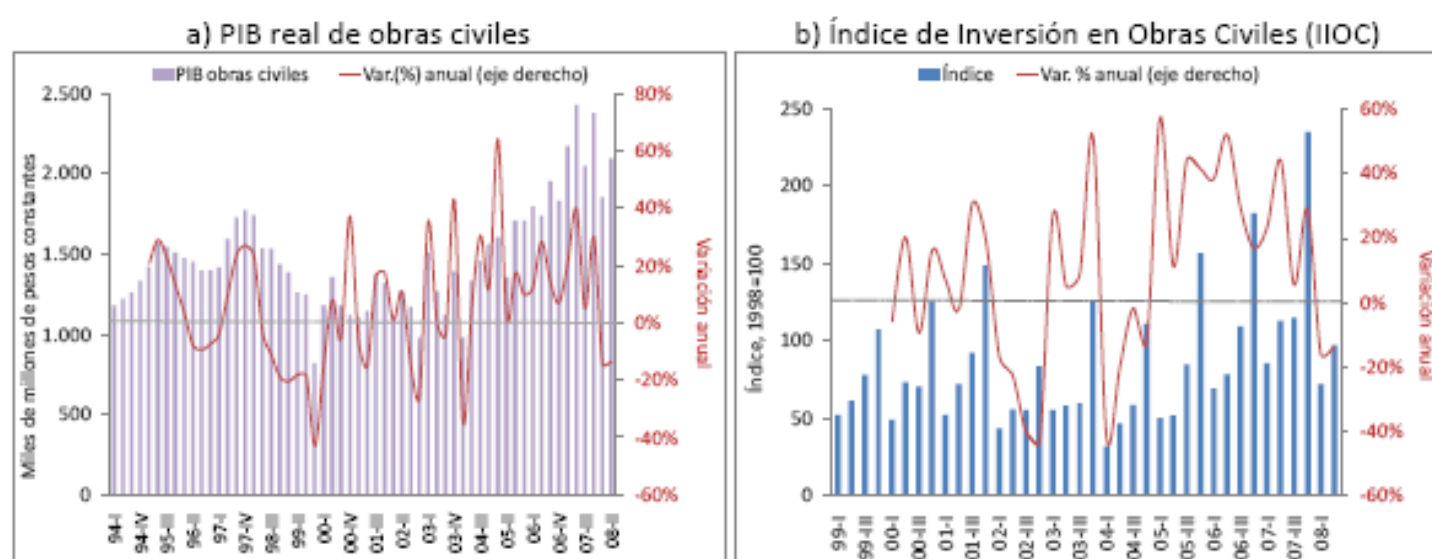 a) PIB real de obras civiles
PIB obras civiles
Var.(%) anual (eje derecho)
Miles de millones de pesos constantes
2.500
2.000
1.500
1.000
500
0
80%
60%
40%
20%
0%
-20%
-40%
-60%
Variación anual
94-I
94-IV
95-III
96-I
97-I
97-IV
98-III
99-II
00-I
00-IV
01-III
02-II
03-I
03-IV
04-III
05-II
06-I
06-IV
07-III
08-II
b) Índice de Inversión en Obras Civiles (IIOC)
Índice
Var. % anual (eje derecho)
Índice, 1998=100
250
200
150
100
50
0
60%
40%
20%
0%
-20%
-40%
-60%
Variación anual
99-I
99-III
00-I
00-III
01-I
01-III
02-I
02-III
03-I
03-III
04-I
04-III
05-I
05-III
06-I
06-III
07-I
07-III
08-I